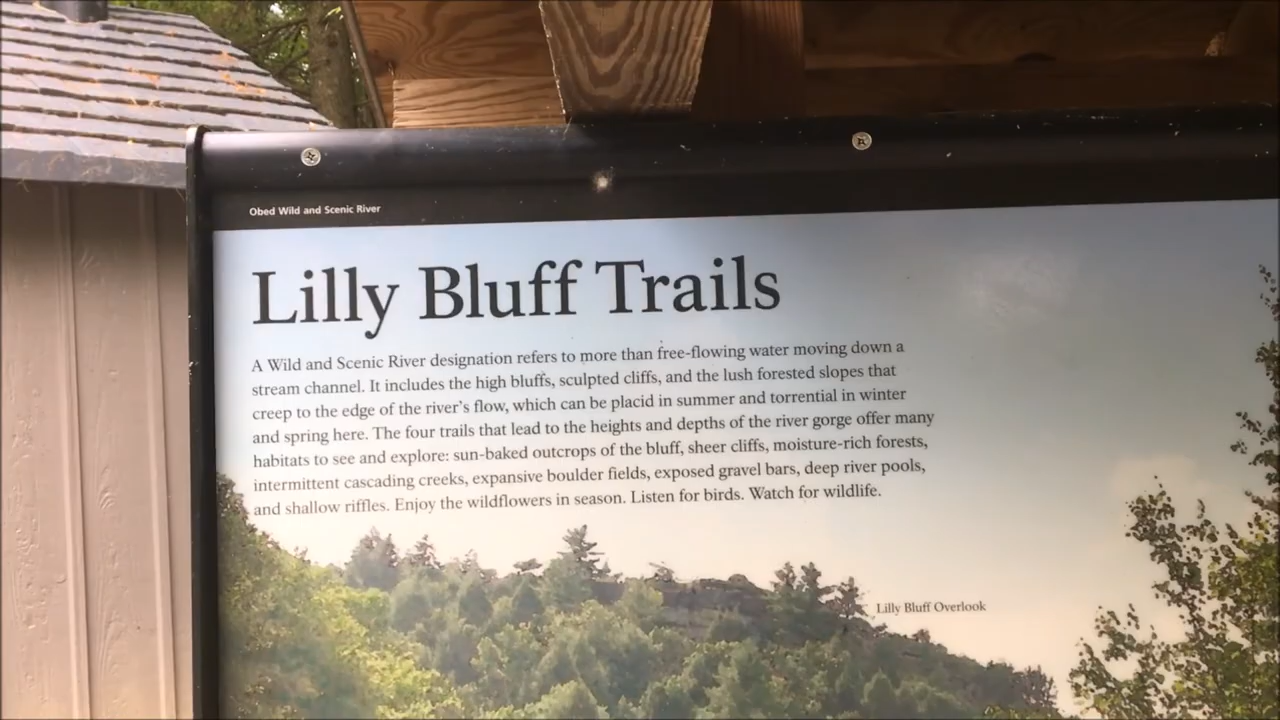 Obed Wild and Scenic River
Lilly Bluff Trails
A Wild and Scenic River designation refers to more than free-flowing water moving down a
stream channel. It includes the high bluffs, sculpted cliffs, and the lush forested slopes that
creep to the edge of the river's flow, which can be placid in summer and torrential in winter
and spring here. The four trails that lead to the heights and depths of the river gorge offer many
habitats to see and explore: sun-baked outcrops of the bluff, sheer cliffs, moisture-rich forests,
intermittent cascading creeks, expansive boulder fields, exposed gravel bars, deep river pools,
and shallow riffles. Enjoy the wildflowers in season. Listen for birds. Watch for wildlife.
Lilly Bluff Overlook